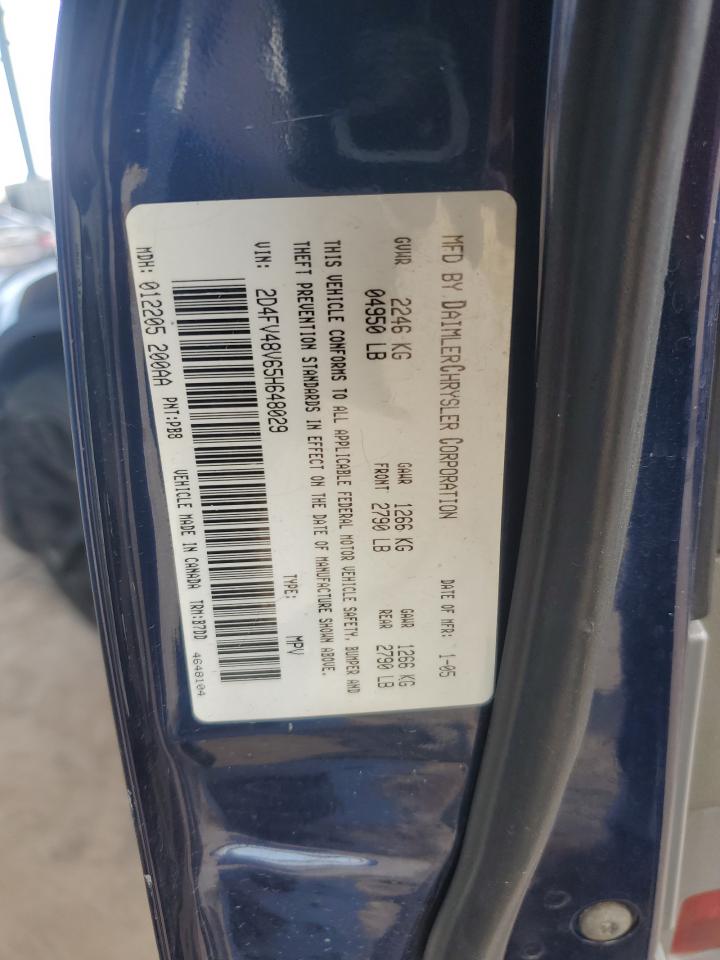 MFD BY DAIMLERCHRYSLER CORPORATION DATE OF MFR: 1-05
GVWR 2246 KG GAWR 1266 KG GAWR 1266 KG
04950 LB FRONT 2790 LB REAR 2790 LB
THIS VEHICLE CONFORMS TO ALL APPLICABLE FEDERAL MOTOR VEHICLE SAFETY, BUMPER AND
THEFT PREVENTION STANDARDS IN EFFECT ON THE DATE OF MANUFACTURE SHOWN ABOVE.
VIN: 2D4FV48V65H648029 TYPE: MPV
MDH: 012205 200AA PNT:PB8 VEHICLE MADE IN CANADA TRM:B7DD 4648104